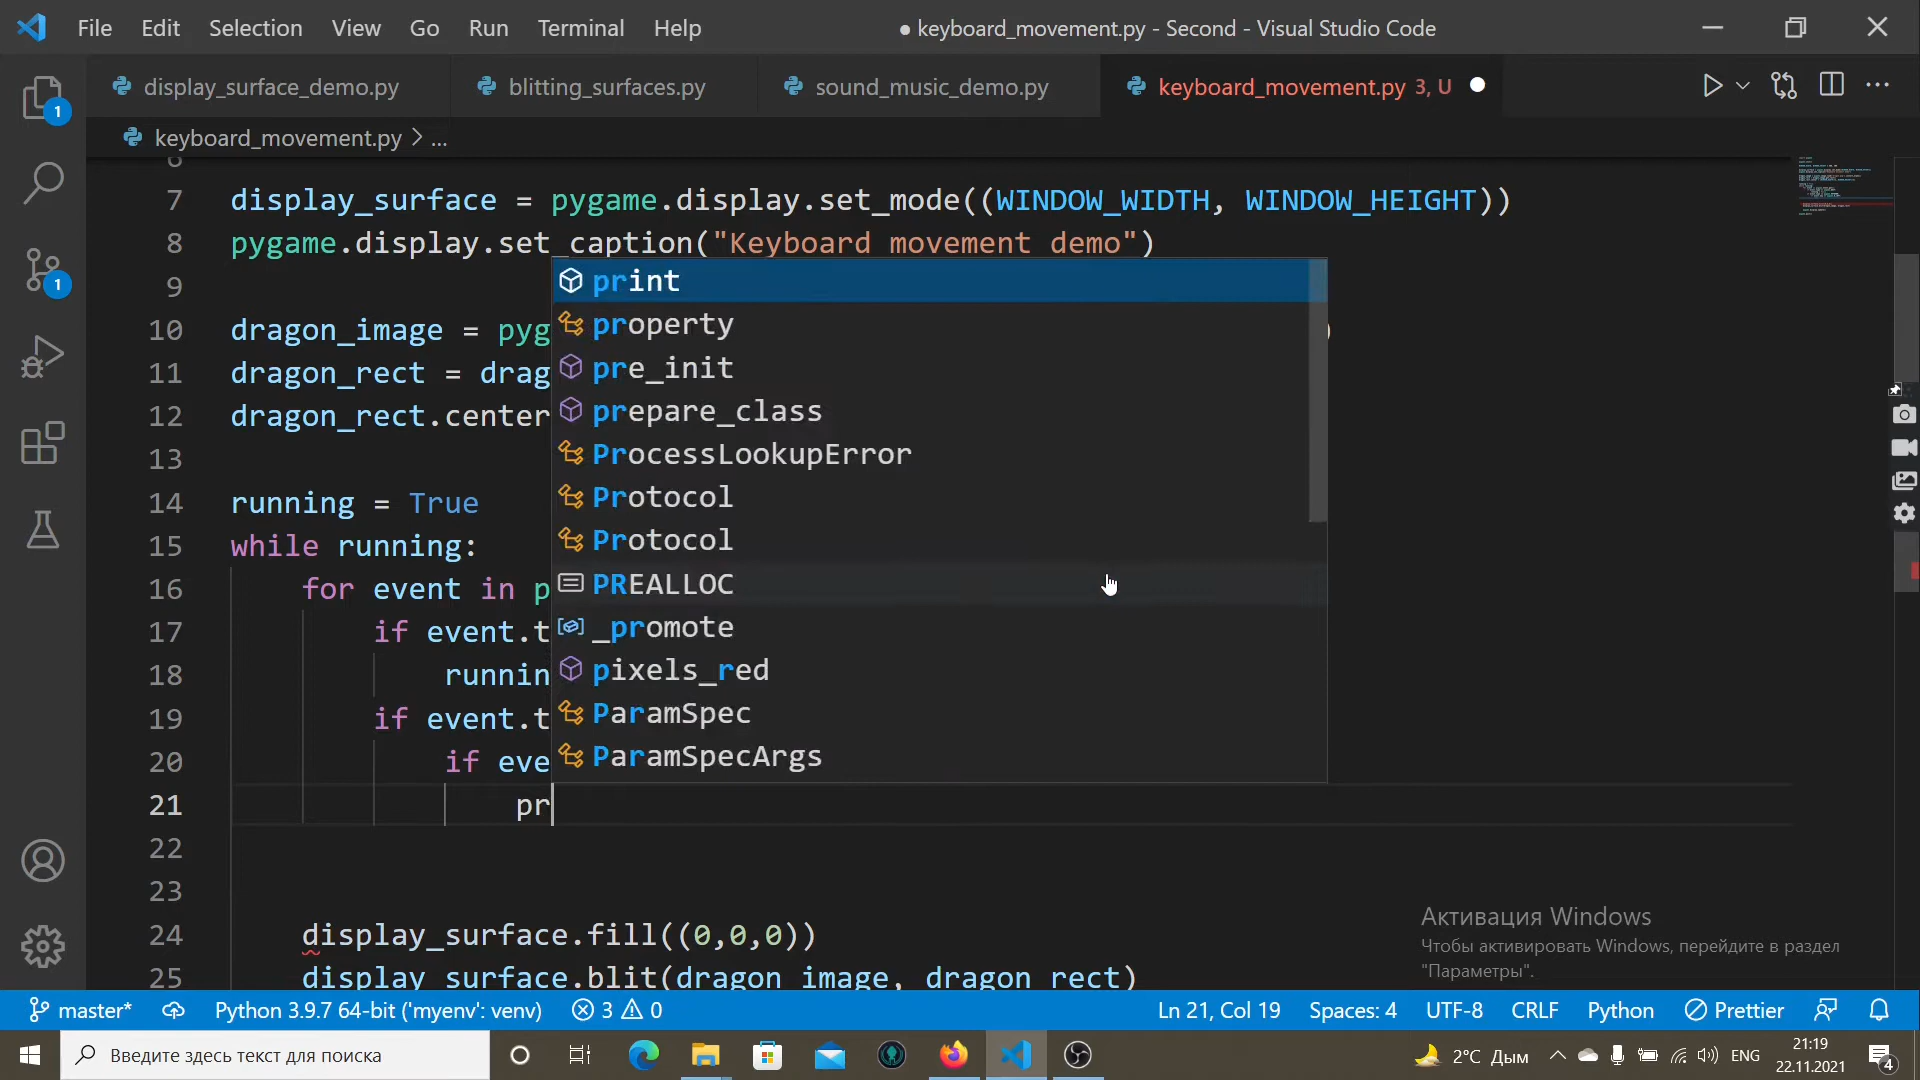 File Edit Selection View Go Run Terminal Help
● keyboard_movement.py - Second - Visual Studio Code
display_surface_demo.py
blitting_surfaces.py
sound_music_demo.py
keyboard_movement.py 3, U
keyboard_movement.py > ...
1
1
6
7 display_surface = pygame.display.set_mode((WINDOW_WIDTH, WINDOW_HEIGHT))
8 pygame.display.set_caption("Keyboard movement demo")
9
10 dragon_image = pyg )
11 dragon_rect = drag
12 dragon_rect.center
13
14 running = True
15 while running:
16 for event in p
17 if event.t
18 runnin
19 if event.t
20 if eve
21 pr
22
23
24 display_surface.fill((0,0,0))
25 display_surface.blit(dragon_image, dragon_rect)
print
property
pre_init
prepare_class
ProcessLookupError
Protocol
Protocol
PREALLOC
_promote
pixels_red
ParamSpec
ParamSpecArgs
Активация Windows
Чтобы активировать Windows, перейдите в раздел
"Параметры".
master* Python 3.9.7 64-bit ('myenv': venv) 3 0 Ln 21, Col 19 Spaces: 4 UTF-8 CRLF Python Prettier
Введите здесь текст для поиска
2°C Дым ENG
21:19
22.11.2021
4